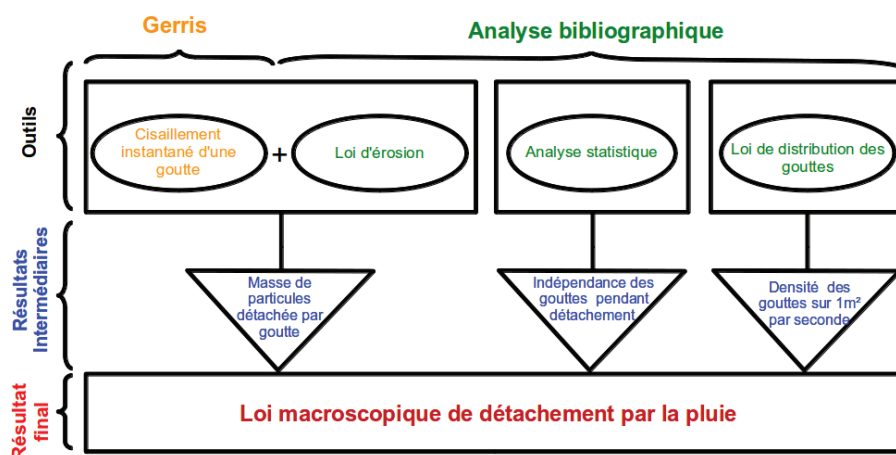 Gerris
Analyse bibliographique
Outils
Cisaillement
instantané d'une
goutte
+
Loi d'érosion
Analyse statistique
Loi de distribution des
gouttes
Résultats
Intermédiaires
Masse de
particules
détachée par
goutte
Indépendance des
gouttes pendant
détachement
Densité des
gouttes sur 1m²
par seconde
Résultat
final
Loi macroscopique de détachement par la pluie